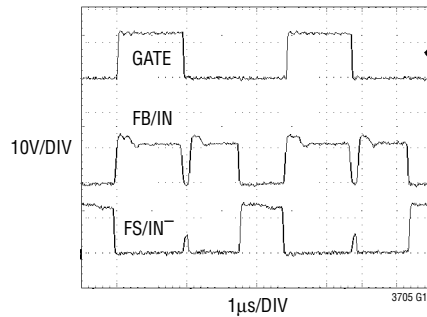 GATE
FB/IN
10V/DIV
FS/IN–
1µs/DIV
3705 G1